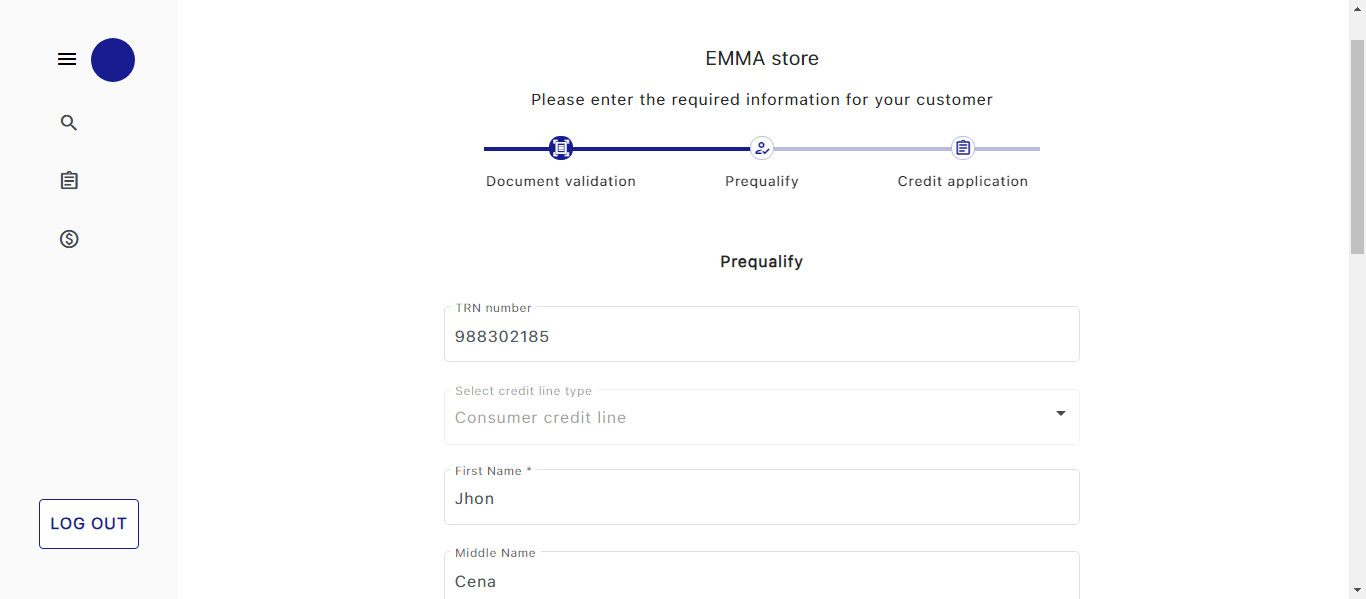 EMMA store
Please enter the required information for your customer
Document validation
Prequalify
Credit application
Prequalify
TRN number
988302185
Select credit line type
Consumer credit line
First Name *
Jhon
Middle Name
Cena
LOG OUT